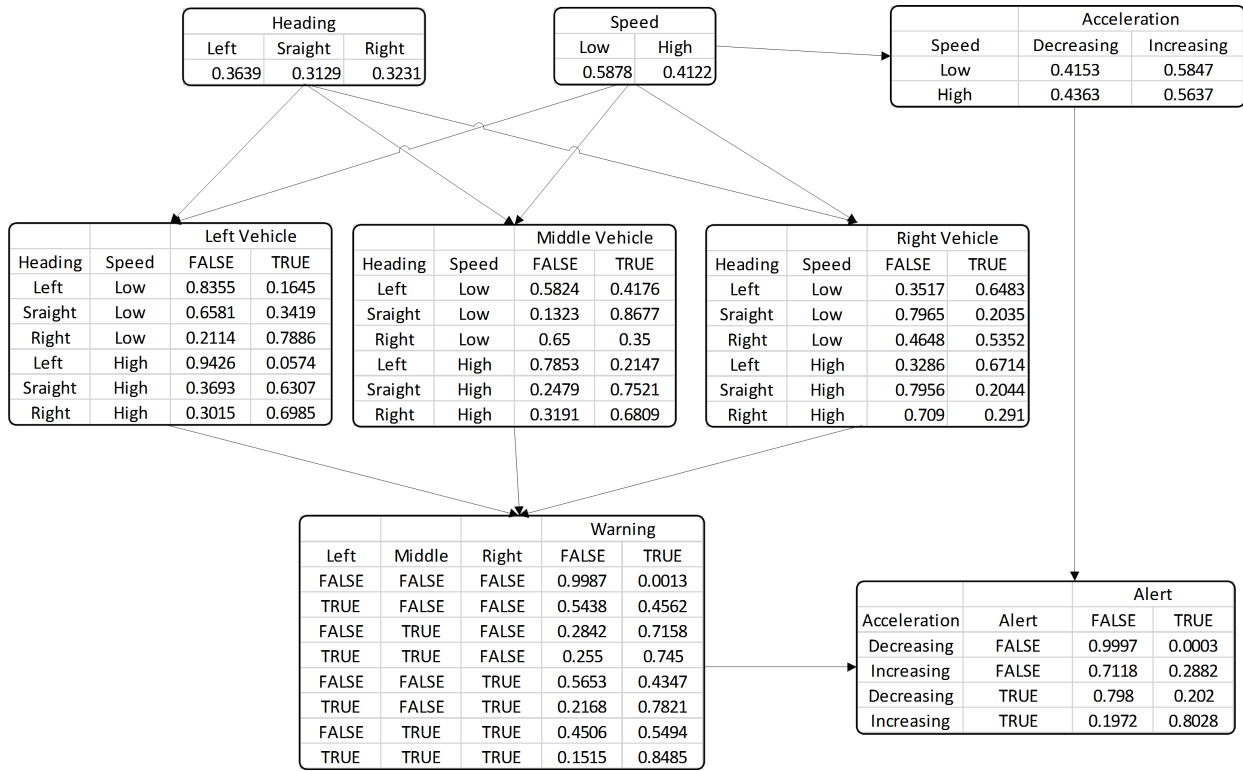 Heading
Left Sraight Right
0.3639 0.3129 0.3231
Speed
Low High
0.5878 0.4122
Acceleration
Speed Decreasing Increasing
Low 0.4153 0.5847
High 0.4363 0.5637
Left Vehicle
Heading Speed FALSE TRUE
Left Low 0.8355 0.1645
Sraight Low 0.6581 0.3419
Right Low 0.2114 0.7886
Left High 0.9426 0.0574
Sraight High 0.3693 0.6307
Right High 0.3015 0.6985
Middle Vehicle
Heading Speed FALSE TRUE
Left Low 0.5824 0.4176
Sraight Low 0.1323 0.8677
Right Low 0.65 0.35
Left High 0.7853 0.2147
Sraight High 0.2479 0.7521
Right High 0.3191 0.6809
Right Vehicle
Heading Speed FALSE TRUE
Left Low 0.3517 0.6483
Sraight Low 0.7965 0.2035
Right Low 0.4648 0.5352
Left High 0.3286 0.6714
Sraight High 0.7956 0.2044
Right High 0.709 0.291
Warning
Left Middle Right FALSE TRUE
FALSE FALSE FALSE 0.9987 0.0013
TRUE FALSE FALSE 0.5438 0.4562
FALSE TRUE FALSE 0.2842 0.7158
TRUE TRUE FALSE 0.255 0.745
FALSE FALSE TRUE 0.5653 0.4347
TRUE FALSE TRUE 0.2168 0.7821
FALSE TRUE TRUE 0.4506 0.5494
TRUE TRUE TRUE 0.1515 0.8485
Alert
Acceleration Alert FALSE TRUE
Decreasing FALSE 0.9997 0.0003
Increasing FALSE 0.7118 0.2882
Decreasing TRUE 0.798 0.202
Increasing TRUE 0.1972 0.8028